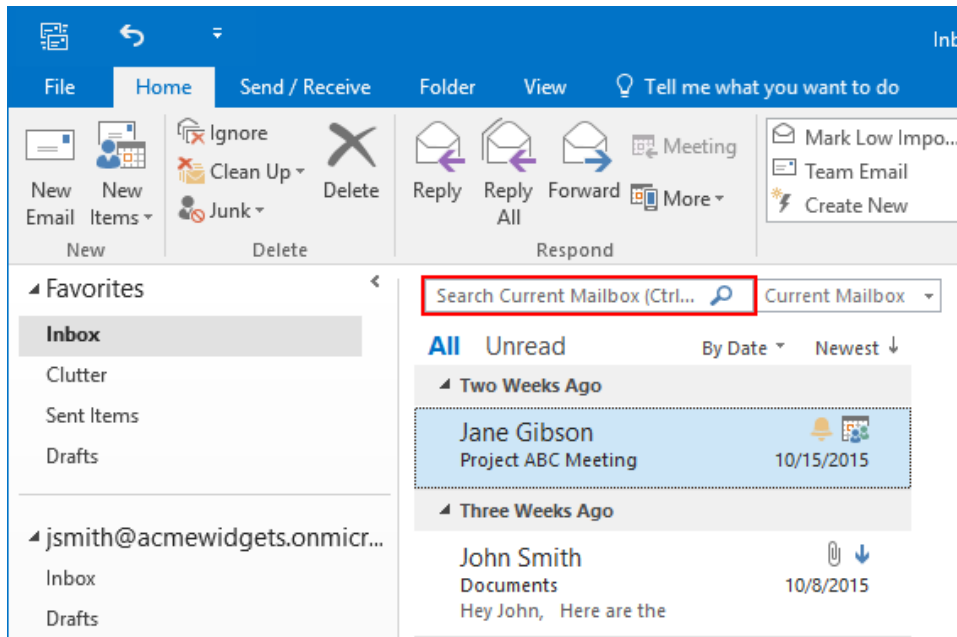 Inb
File Home Send / Receive Folder View Tell me what you want to do
Ignore
Clean Up
Junk
New Email
New Items
Delete
Reply
Reply All
Forward
Meeting
More
Mark Low Impo...
Team Email
Create New
New Delete Respond
Favorites
Inbox
Clutter
Sent Items
Drafts
jsmith@acmewidgets.onmicr...
Inbox
Drafts
Search Current Mailbox (Ctrl... Current Mailbox
All Unread By Date Newest
Two Weeks Ago
Jane Gibson
Project ABC Meeting 10/15/2015
Three Weeks Ago
John Smith
Documents 10/8/2015
Hey John, Here are the